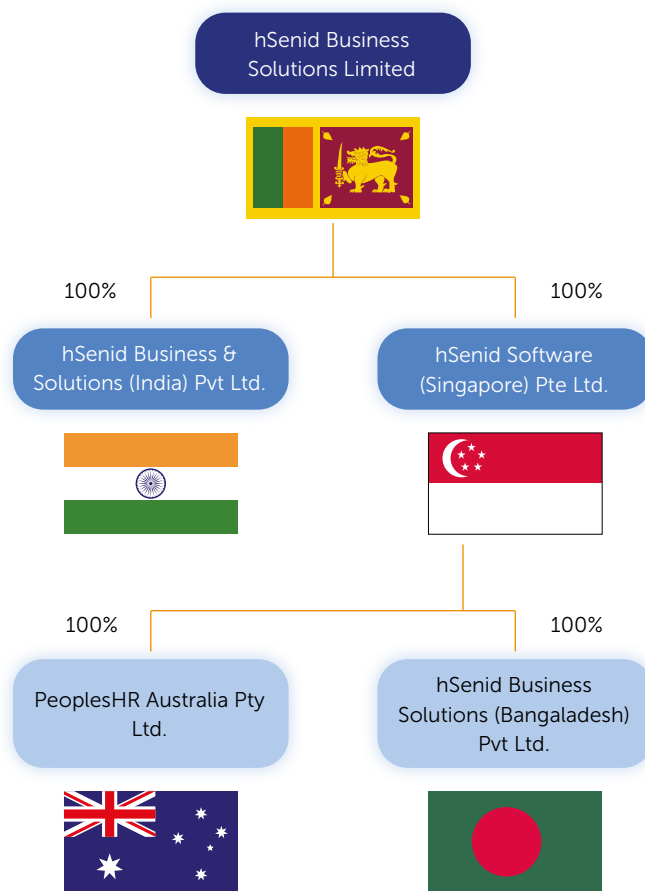 hSenid Business
Solutions Limited
100%
100%
hSenid Business &
Solutions (India) Pvt Ltd.
hSenid Software
(Singapore) Pte Ltd.
100%
100%
PeoplesHR Australia Pty
Ltd.
hSenid Business
Solutions (Bangaladesh)
Pvt Ltd.